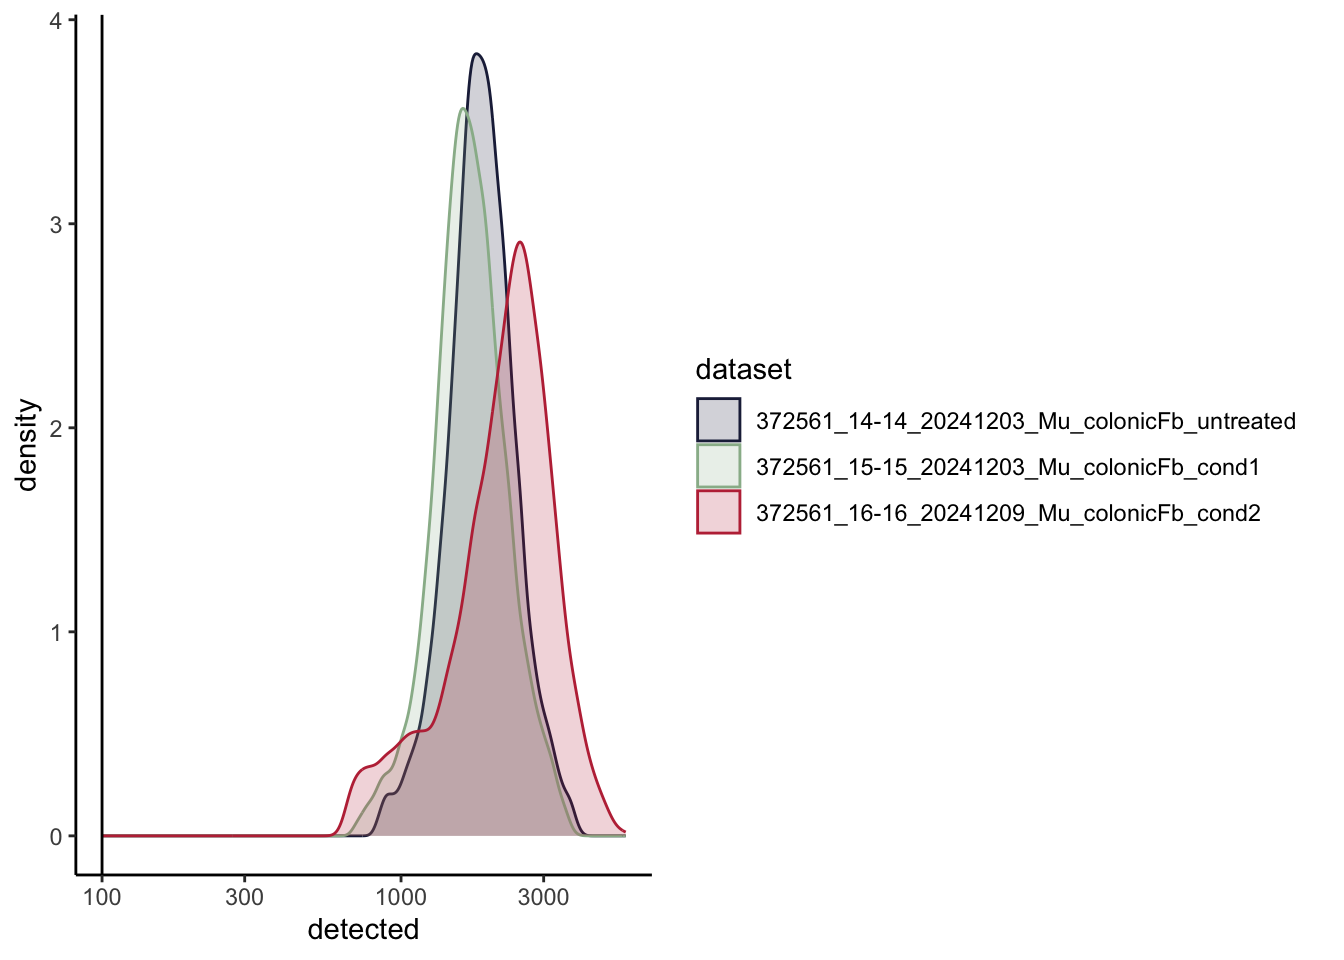 4
3
2
1
0
density
100
300
1000
3000
detected
dataset
372561_14-14_20241203_Mu_colonicFb_untreated
372561_15-15_20241203_Mu_colonicFb_cond1
372561_16-16_20241209_Mu_colonicFb_cond2